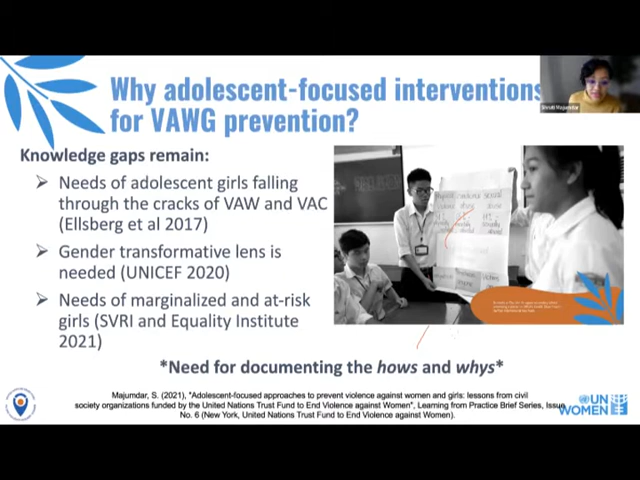 Why adolescent-focused interventions
for VAWG prevention?
Shruti Majumdar
Knowledge gaps remain:
➢ Needs of adolescent girls falling
through the cracks of VAW and VAC
(Ellsberg et al 2017)
➢ Gender transformative lens is
needed (UNICEF 2020)
➢ Needs of marginalized and at-risk
girls (SVRI and Equality Institute
2021)
*Need for documenting the hows and whys*
Majumdar, S. (2021), "Adolescent-focused approaches to prevent violence against women and girls: lessons from civil
society organizations funded by the United Nations Trust Fund to End Violence against Women", Learning from Practice Brief Series, Issue
No. 6 (New York, United Nations Trust Fund to End Violence against Women).
UN
WOMEN